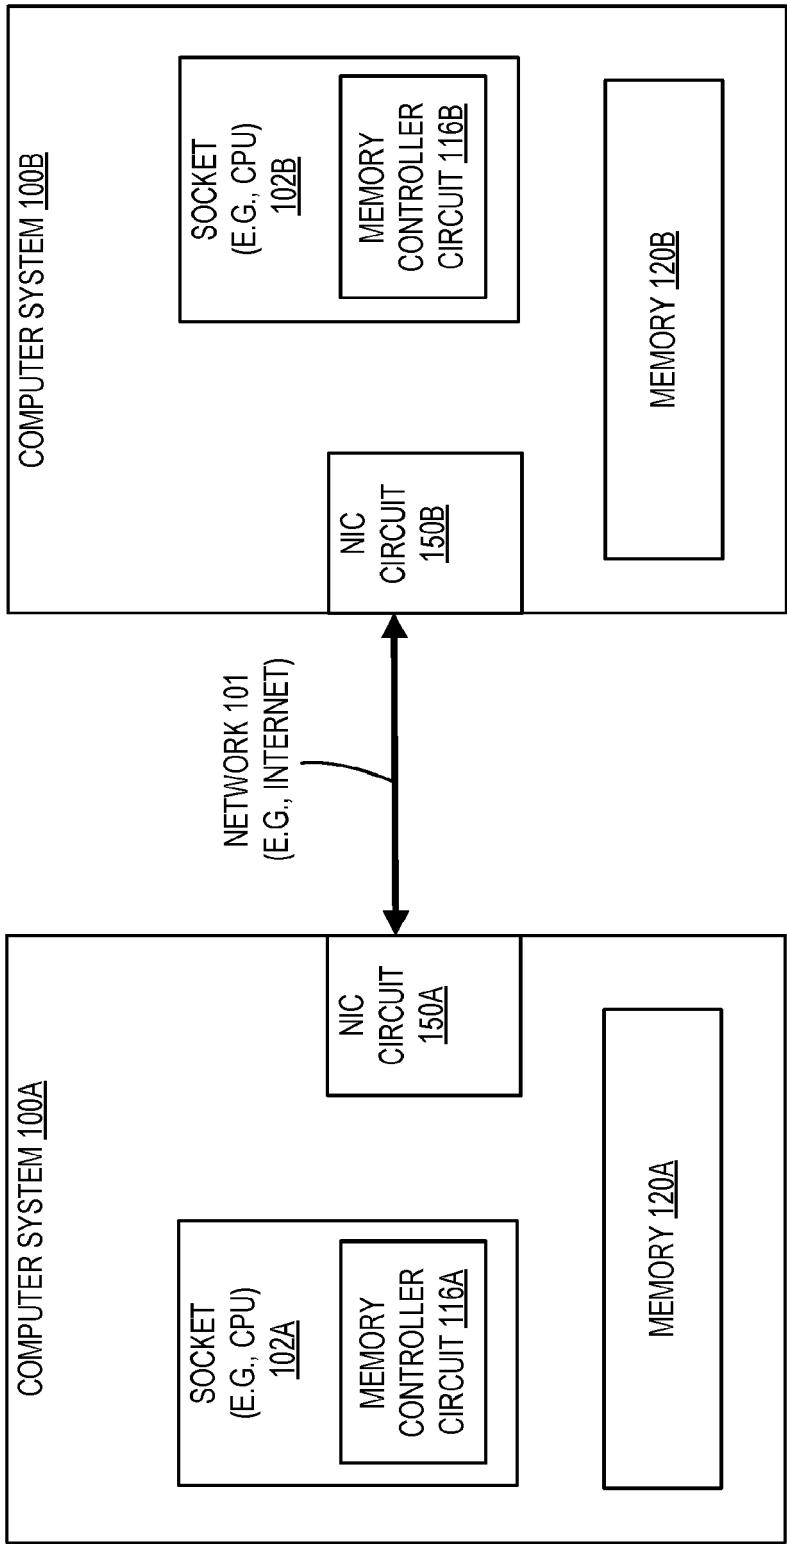 COMPUTER SYSTEM 100A
SOCKET
(E.G., CPU)
102A
MEMORY
CONTROLLER
CIRCUIT 116A
NIC
CIRCUIT
150A
MEMORY 120A
NETWORK 101
(E.G., INTERNET)
COMPUTER SYSTEM 100B
NIC
CIRCUIT
150B
SOCKET
(E.G., CPU)
102B
MEMORY
CONTROLLER
CIRCUIT 116B
MEMORY 120B